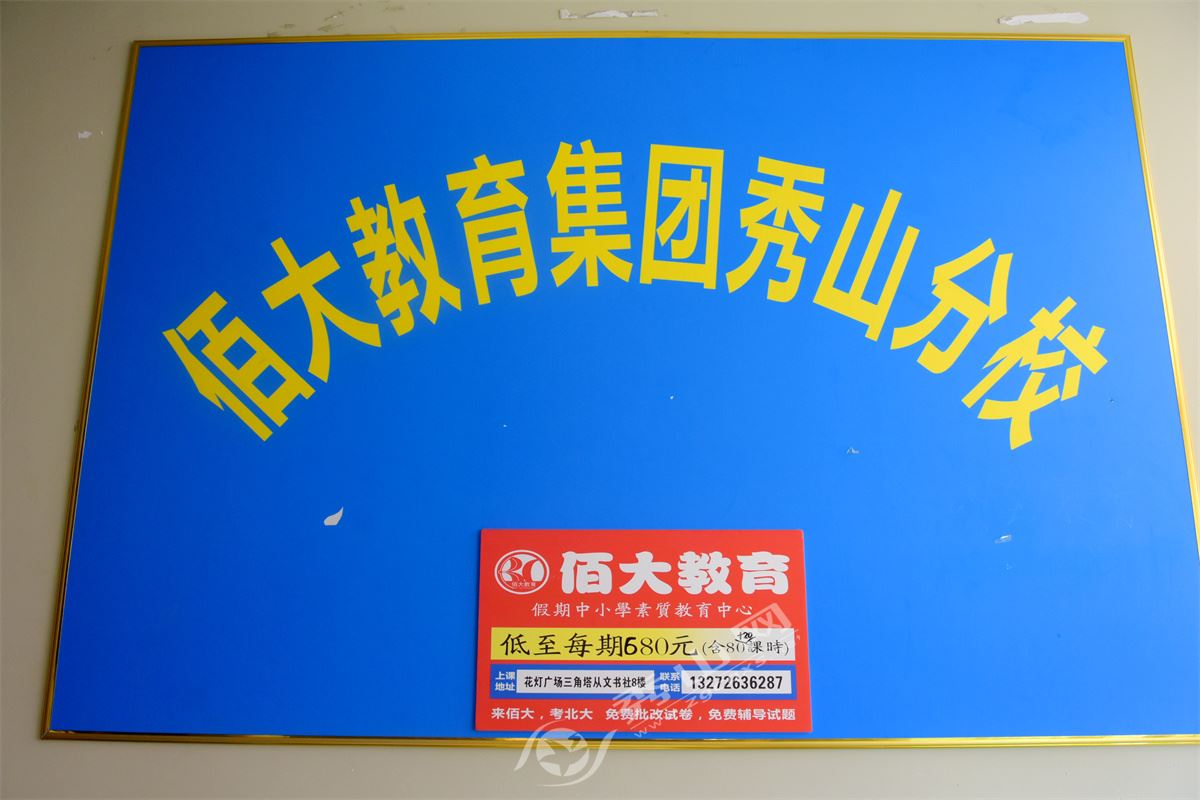 佰大教育集团秀山分校
佰大教育
佰大教育
假期中小學素質教育中心
低至每期680元(含80課時)
上课地址 花灯广场三角塔从文书社8楼 联系电话 13272636287
来佰大，考北大 免费批改试卷，免费辅导试题
秀山网